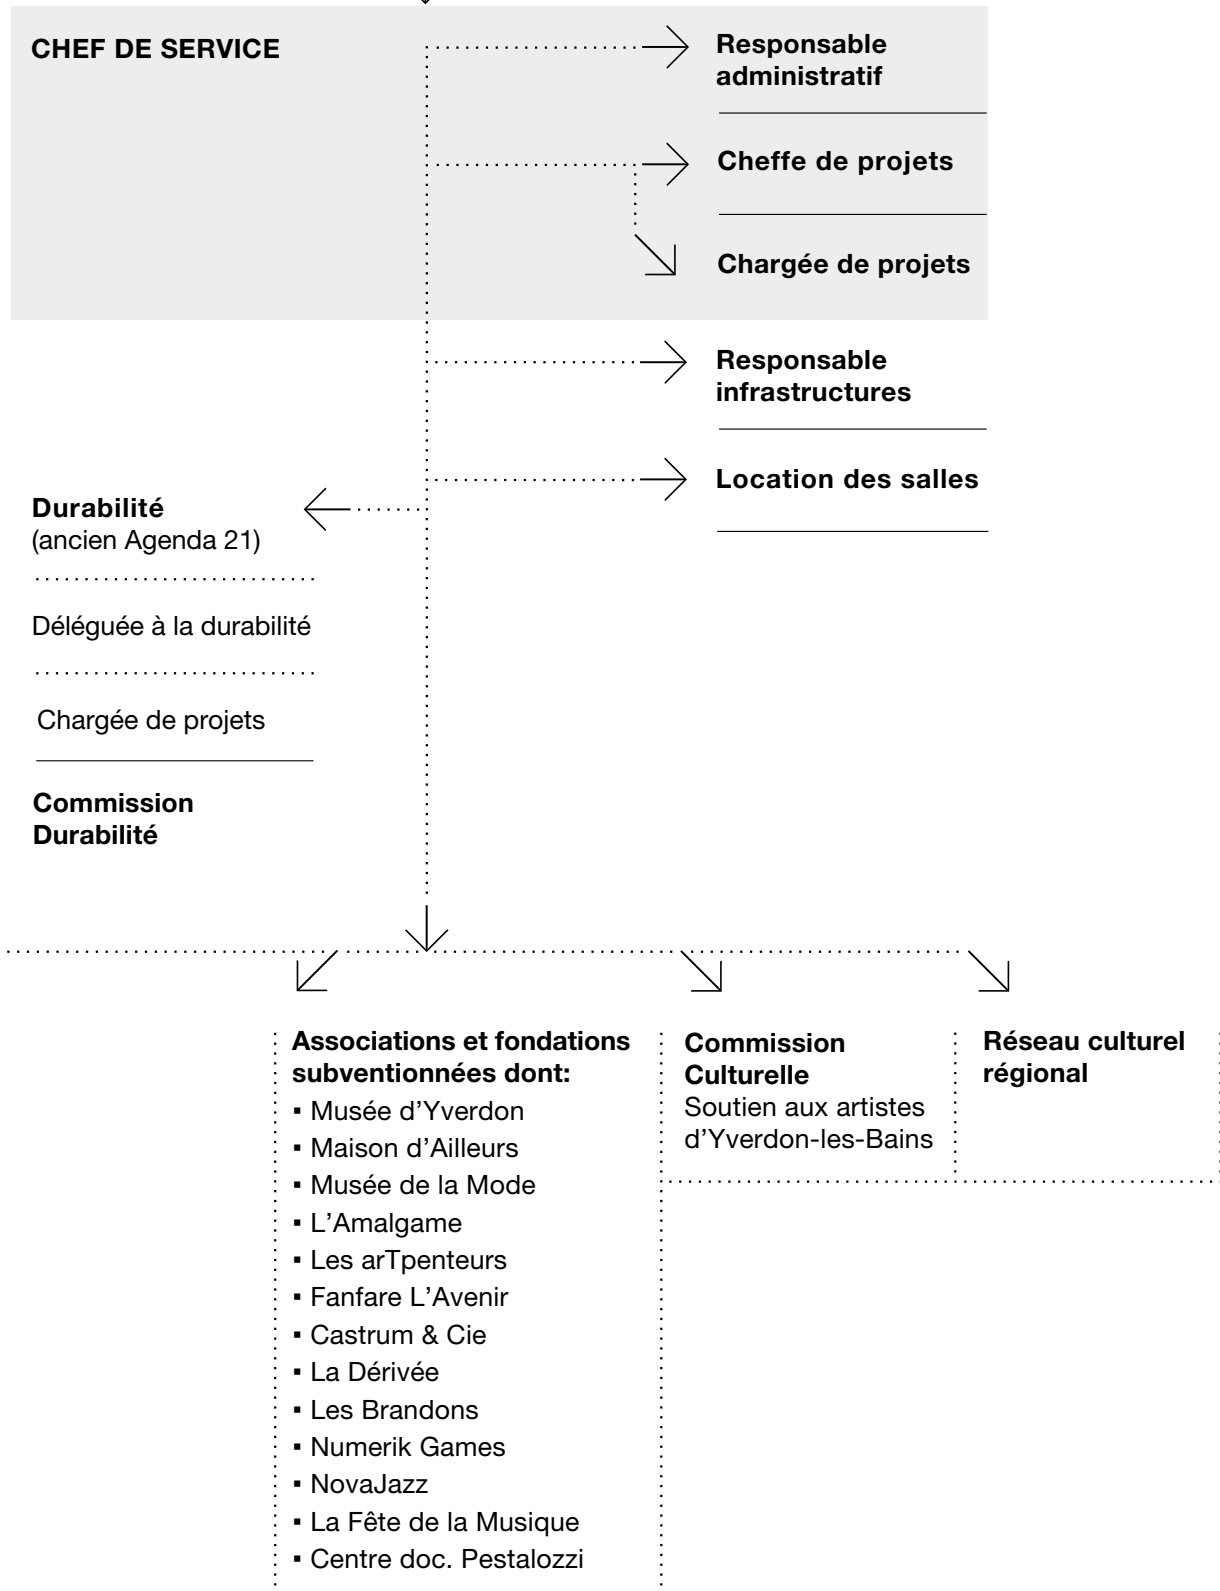 CHEF DE SERVICE
Responsable
administratif
Cheffe de projets
Chargée de projets
Responsable
infrastructures
Location des salles
Durabilité
(ancien Agenda 21)
Déléguée à la durabilité
Chargée de projets
Commission
Durabilité
Associations et fondations
subventionnées dont:
▪ Musée d’Yverdon
▪ Maison d’Ailleurs
▪ Musée de la Mode
▪ L’Amalgame
▪ Les arTpenteurs
▪ Fanfare L’Avenir
▪ Castrum & Cie
▪ La Dérivée
▪ Les Brandons
▪ Numerik Games
▪ NovaJazz
▪ La Fête de la Musique
▪ Centre doc. Pestalozzi
Commission
Culturelle
Soutien aux artistes
d’Yverdon-les-Bains
Réseau culturel
régional